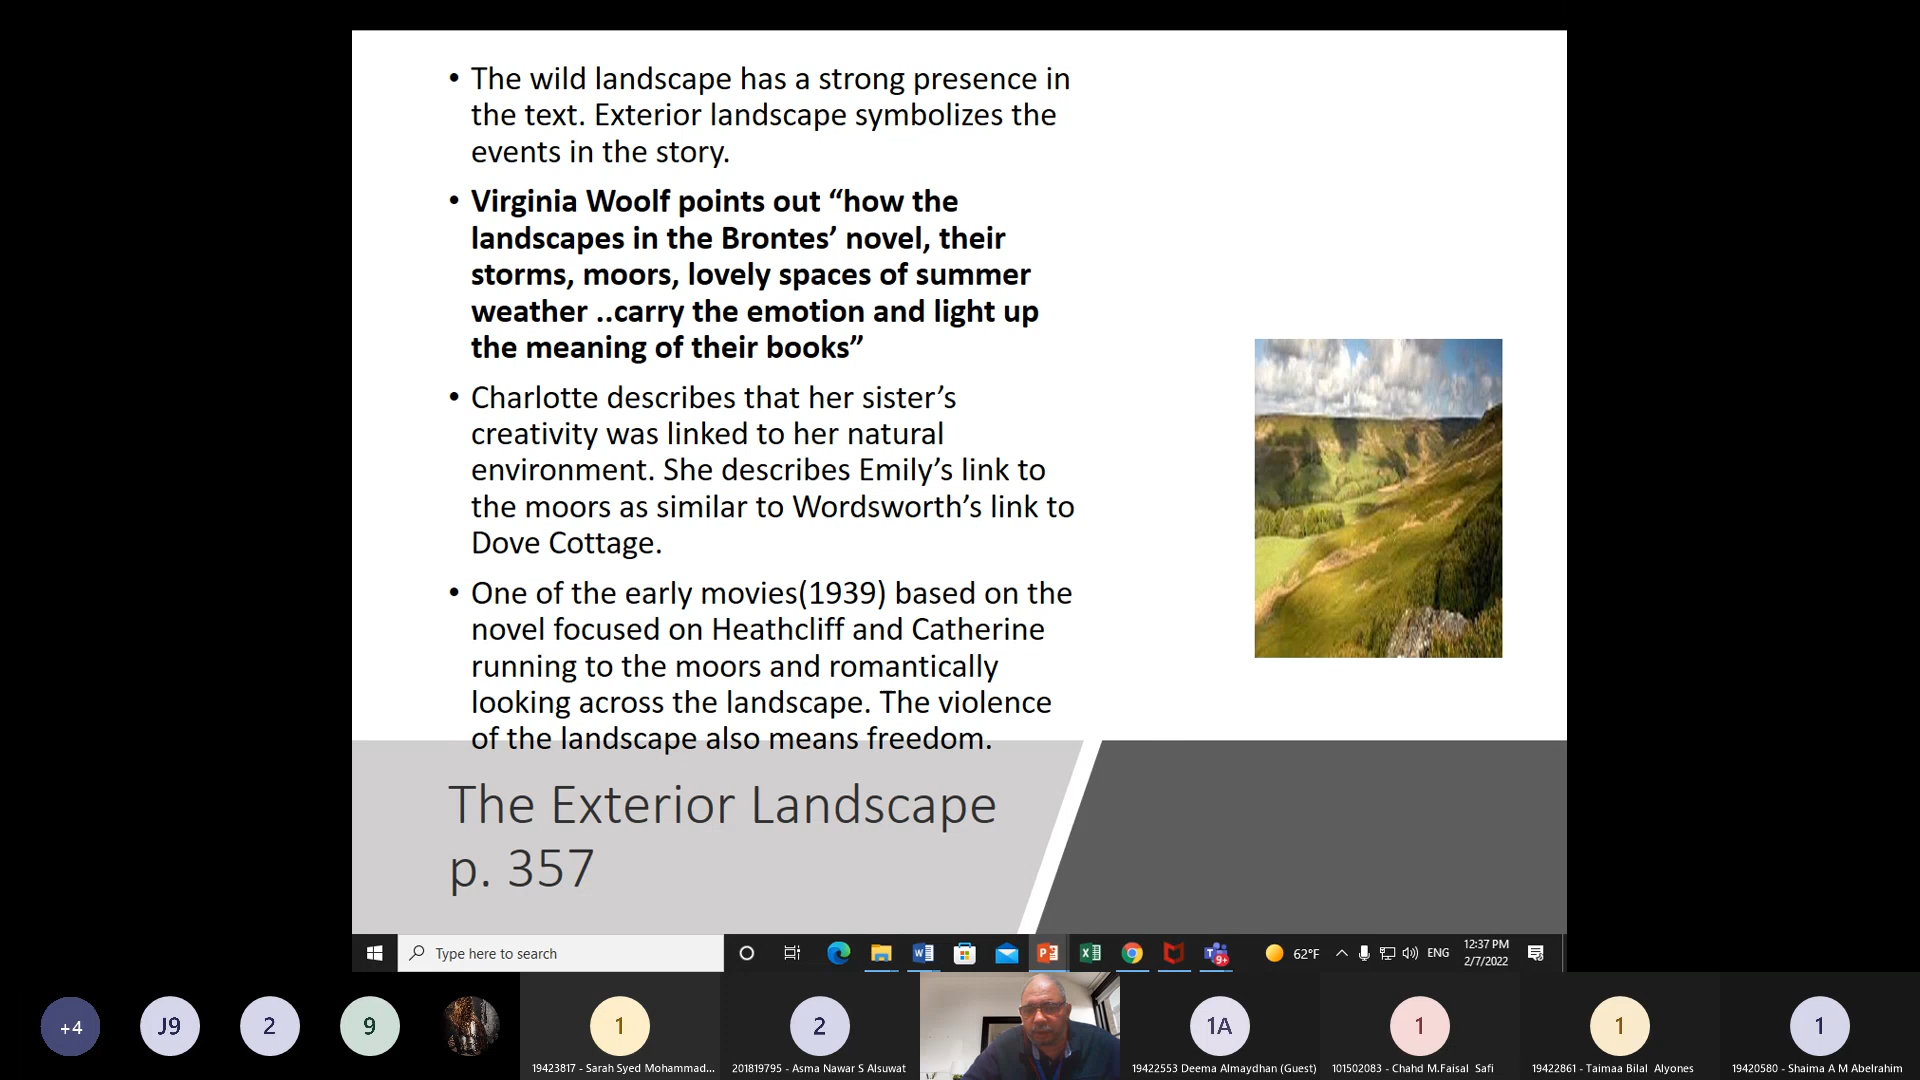 • The wild landscape has a strong presence in
the text. Exterior landscape symbolizes the
events in the story.
• Virginia Woolf points out “how the
landscapes in the Brontes’ novel, their
storms, moors, lovely spaces of summer
weather ..carry the emotion and light up
the meaning of their books”
• Charlotte describes that her sister’s
creativity was linked to her natural
environment. She describes Emily’s link to
the moors as similar to Wordsworth’s link to
Dove Cottage.
• One of the early movies(1939) based on the
novel focused on Heathcliff and Catherine
running to the moors and romantically
looking across the landscape. The violence
of the landscape also means freedom.
The Exterior Landscape
p. 357
Type here to search
9+
62°F
ENG
12:37 PM
2/7/2022
+4
J9
2
9
1
2
1A
1
1
1
19423817 - Sarah Syed Mohammad...
201819795 - Asma Nawar S Alsuwat
19422553 Deema Almaydhan (Guest)
101502083 - Chahd M.Faisal Safi
19422861 - Taimaa Bilal Alyones
19420580 - Shaima A M Abelrahim